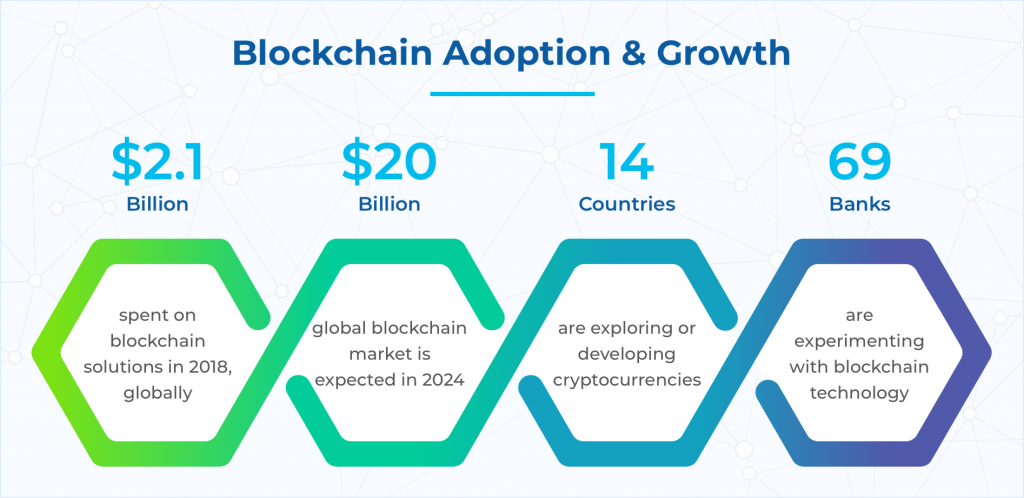 Blockchain Adoption & Growth
$2.1
Billion
spent on
blockchain
solutions in 2018,
globally
$20
Billion
global blockchain
market is
expected in 2024
14
Countries
are exploring or
developing
cryptocurrencies
69
Banks
are
experimenting
with blockchain
technology